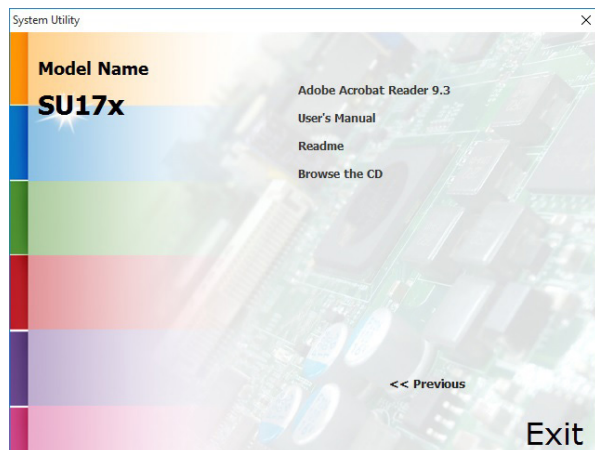 System Utility
Model Name
SU17x
Adobe Acrobat Reader 9.3
User's Manual
Readme
Browse the CD
<< Previous
Exit